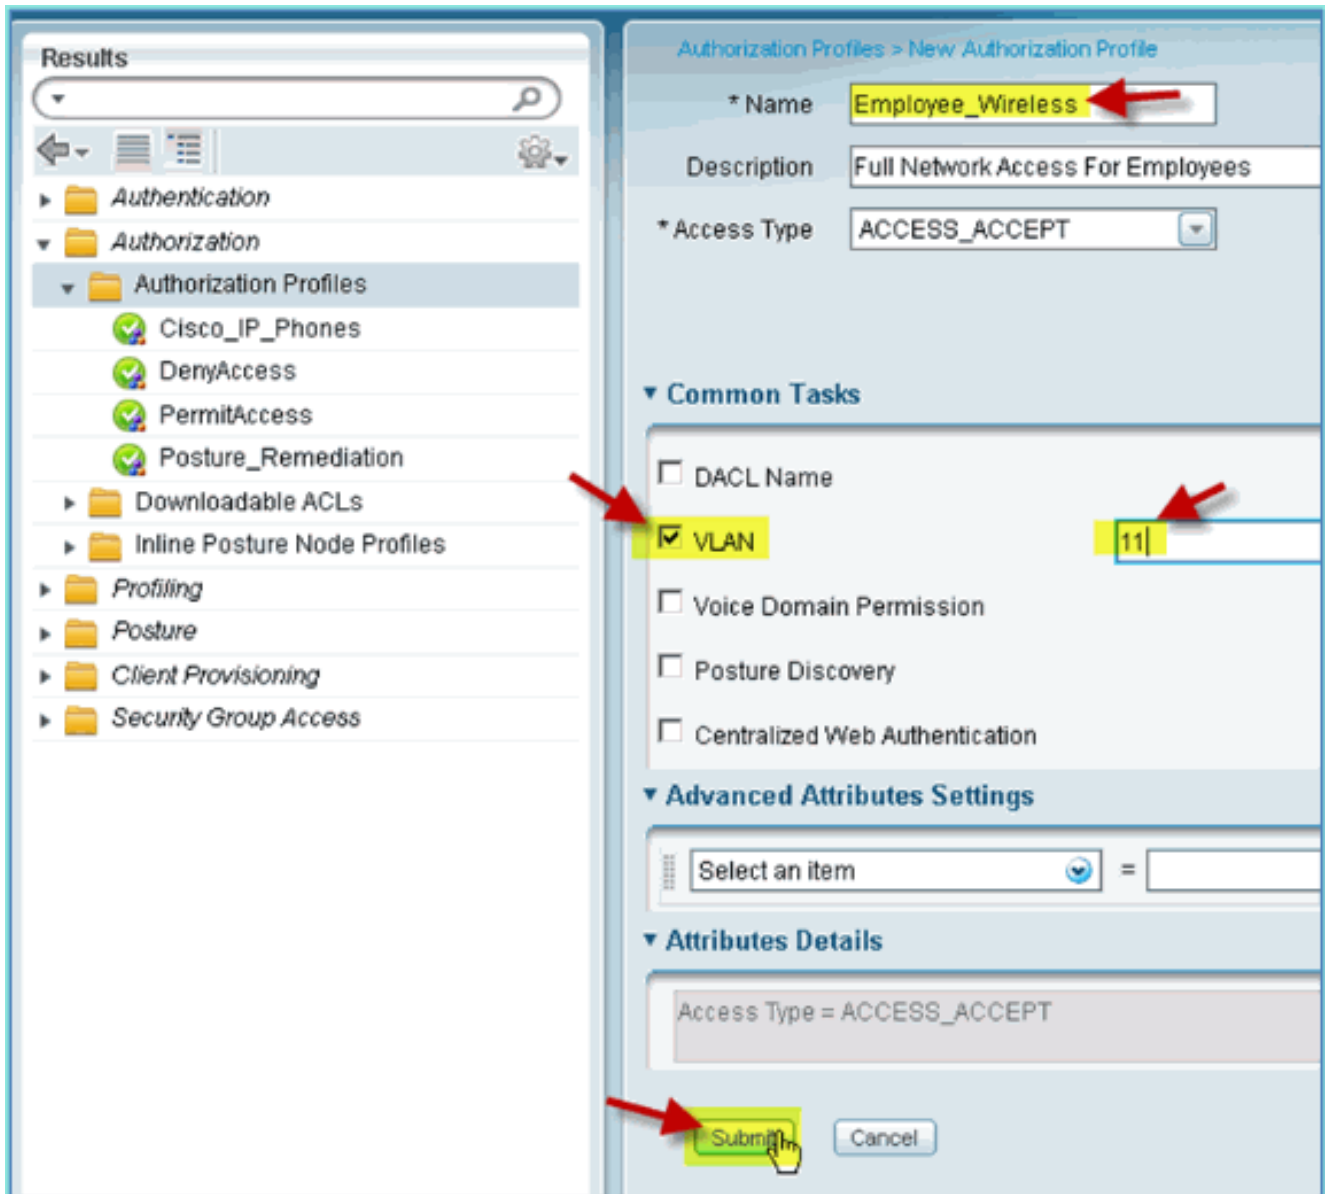 Results
Authentication
Authorization
Authorization Profiles
Cisco_IP_Phones
DenyAccess
PermitAccess
Posture_Remediation
Downloadable ACLs
Inline Posture Node Profiles
Profiling
Posture
Client Provisioning
Security Group Access
Authorization Profiles > New Authorization Profile
* Name Employee_Wireless
Description Full Network Access For Employees
* Access Type ACCESS_ACCEPT
Common Tasks
DACL Name
VLAN 11
Voice Domain Permission
Posture Discovery
Centralized Web Authentication
Advanced Attributes Settings
Select an item =
Attributes Details
Access Type = ACCESS_ACCEPT
Submit Cancel